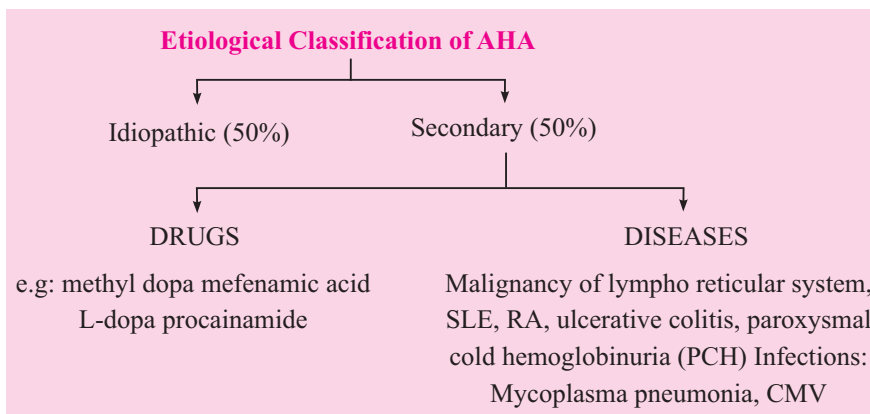 Etiological Classification of AHA
Idiopathic (50%)
Secondary (50%)
DRUGS
e.g: methyl dopa mefenamic acid
L-dopa procainamide
DISEASES
Malignancy of lympho reticular system,
SLE, RA, ulcerative colitis, paroxysmal
cold hemoglobinuria (PCH) Infections:
Mycoplasma pneumonia, CMV